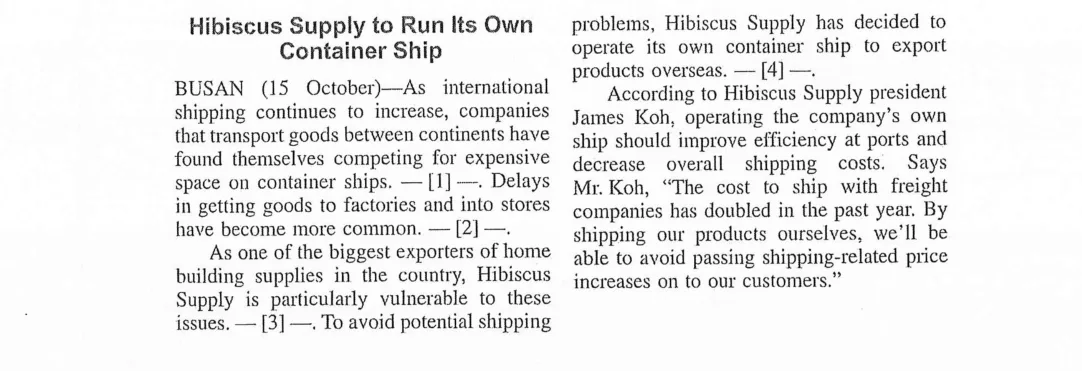 Hibiscus Supply to Run Its Own
Container Ship
BUSAN (15 October)—As international
shipping continues to increase, companies
that transport goods between continents have
found themselves competing for expensive
space on container ships. — [1] —. Delays
in getting goods to factories and into stores
have become more common. — [2] —.
As one of the biggest exporters of home
building supplies in the country, Hibiscus
Supply is particularly vulnerable to these
issues. — [3] —. To avoid potential shipping
problems, Hibiscus Supply has decided to
operate its own container ship to export
products overseas. — [4] —.
According to Hibiscus Supply president
James Koh, operating the company's own
ship should improve efficiency at ports and
decrease overall shipping costs. Says
Mr. Koh, “The cost to ship with freight
companies has doubled in the past year. By
shipping our products ourselves, we'll be
able to avoid passing shipping-related price
increases on to our customers.”